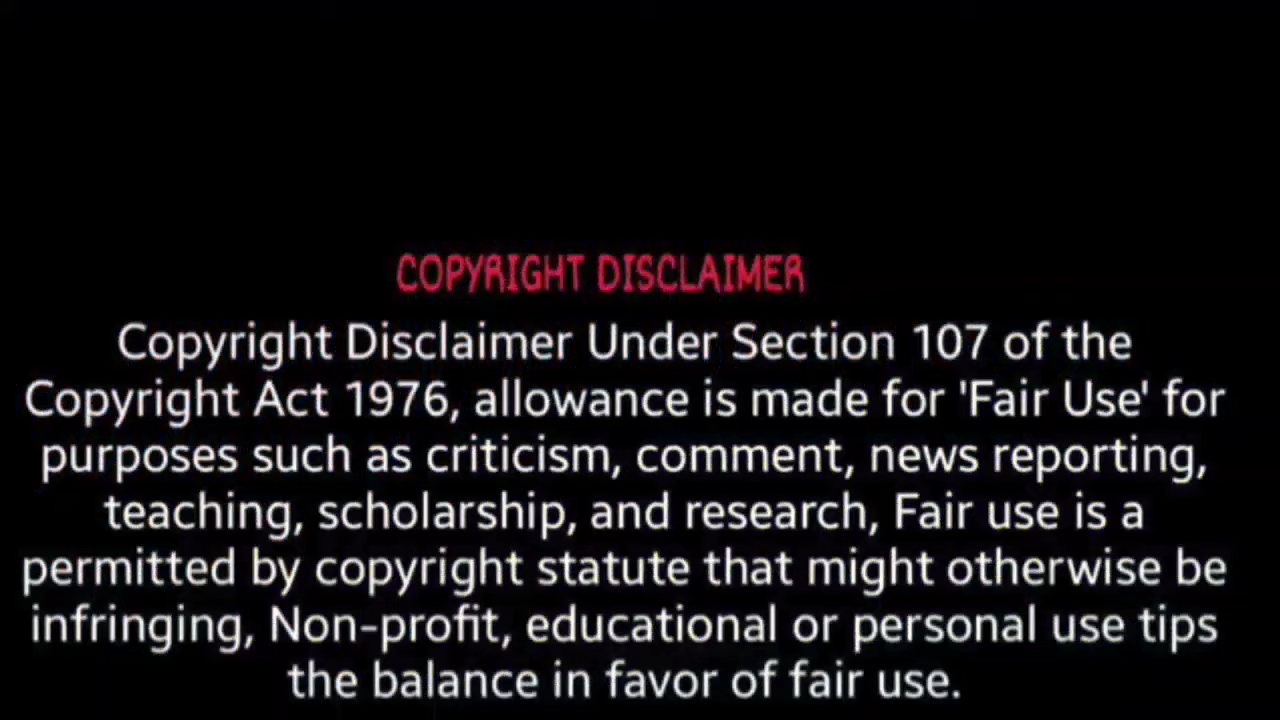 COPYRIGHT DISCLAIMER
Copyright Disclaimer Under Section 107 of the
Copyright Act 1976, allowance is made for 'Fair Use' for
purposes such as criticism, comment, news reporting,
teaching, scholarship, and research, Fair use is a
permitted by copyright statute that might otherwise be
infringing, Non-profit, educational or personal use tips
the balance in favor of fair use.